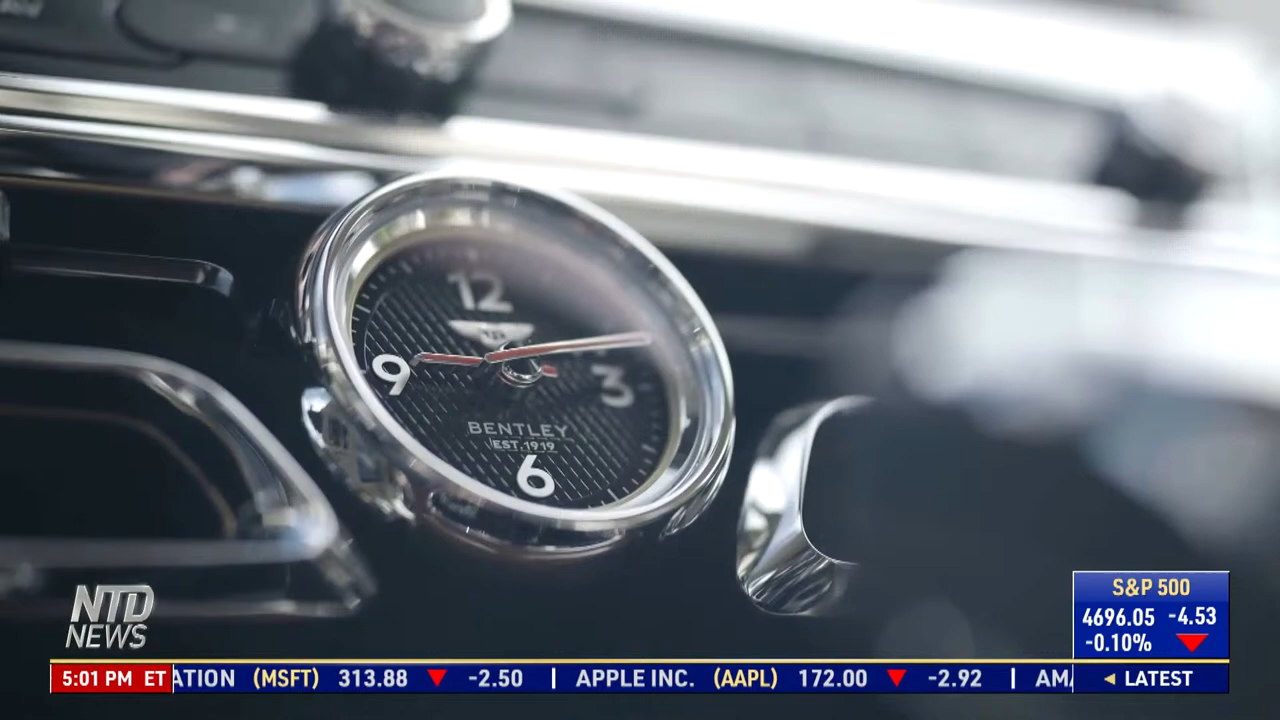 12
9
3
BENTLEY
EST.1919
6
NTD
NEWS
S&P 500
4696.05 -4.53
-0.10%
5:01 PM ET ATION (MSFT) 313.88 -2.50 | APPLE INC. (AAPL) 172.00 -2.92 | AM
LATEST